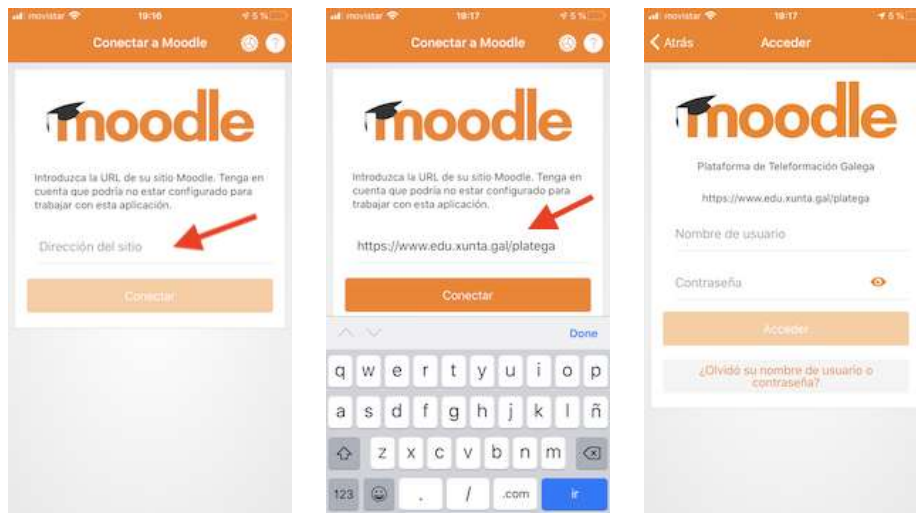 movistar
19:16
5 %
Conectar a Moodle
?
moodle
Introduzca la URL de su sitio Moodle. Tenga en
cuenta que podría no estar configurado para
trabajar con esta aplicación.
Dirección del sitio
Conectar
movistar
19:17
5 %
Conectar a Moodle
?
moodle
Introduzca la URL de su sitio Moodle. Tenga en
cuenta que podría no estar configurado para
trabajar con esta aplicación.
https://www.edu.xunta.gal/platega
Conectar
Done
q w e r t y u i o p
a s d f g h j k l ñ
z x c v b n m
123 . / .com ir
movistar
19:17
5 %
Atrás
Acceder
moodle
Plataforma de Teleformación Galega
https://www.edu.xunta.gal/platega
Nombre de usuario
Contraseña
Acceder
¿Olvidó su nombre de usuario o
contraseña?